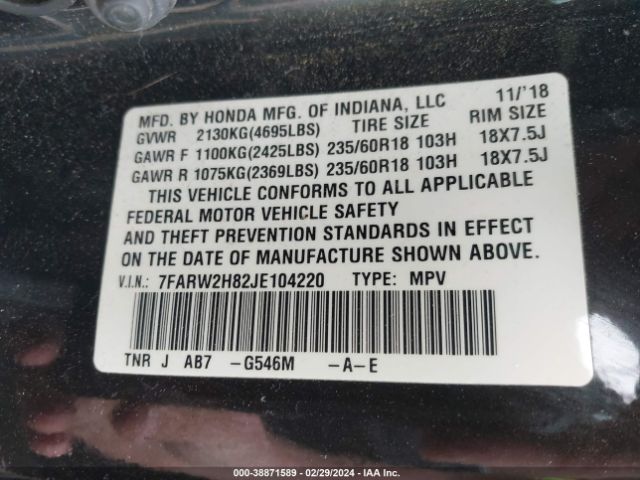 MFD. BY HONDA MFG. OF INDIANA, LLC 11/'18
GVWR 2130KG(4695LBS) TIRE SIZE RIM SIZE
GAWR F 1100KG(2425LBS) 235/60R18 103H 18X7.5J
GAWR R 1075KG(2369LBS) 235/60R18 103H 18X7.5J
THIS VEHICLE CONFORMS TO ALL APPLICABLE
FEDERAL MOTOR VEHICLE SAFETY
AND THEFT PREVENTION STANDARDS IN EFFECT
ON THE DATE OF MANUFACTURE SHOWN ABOVE.
V.I.N.: 7FARW2H82JE104220 TYPE: MPV
TNR J AB7 -G546M -A-E
000-38871589 - 02/29/2024 - IAA Inc.